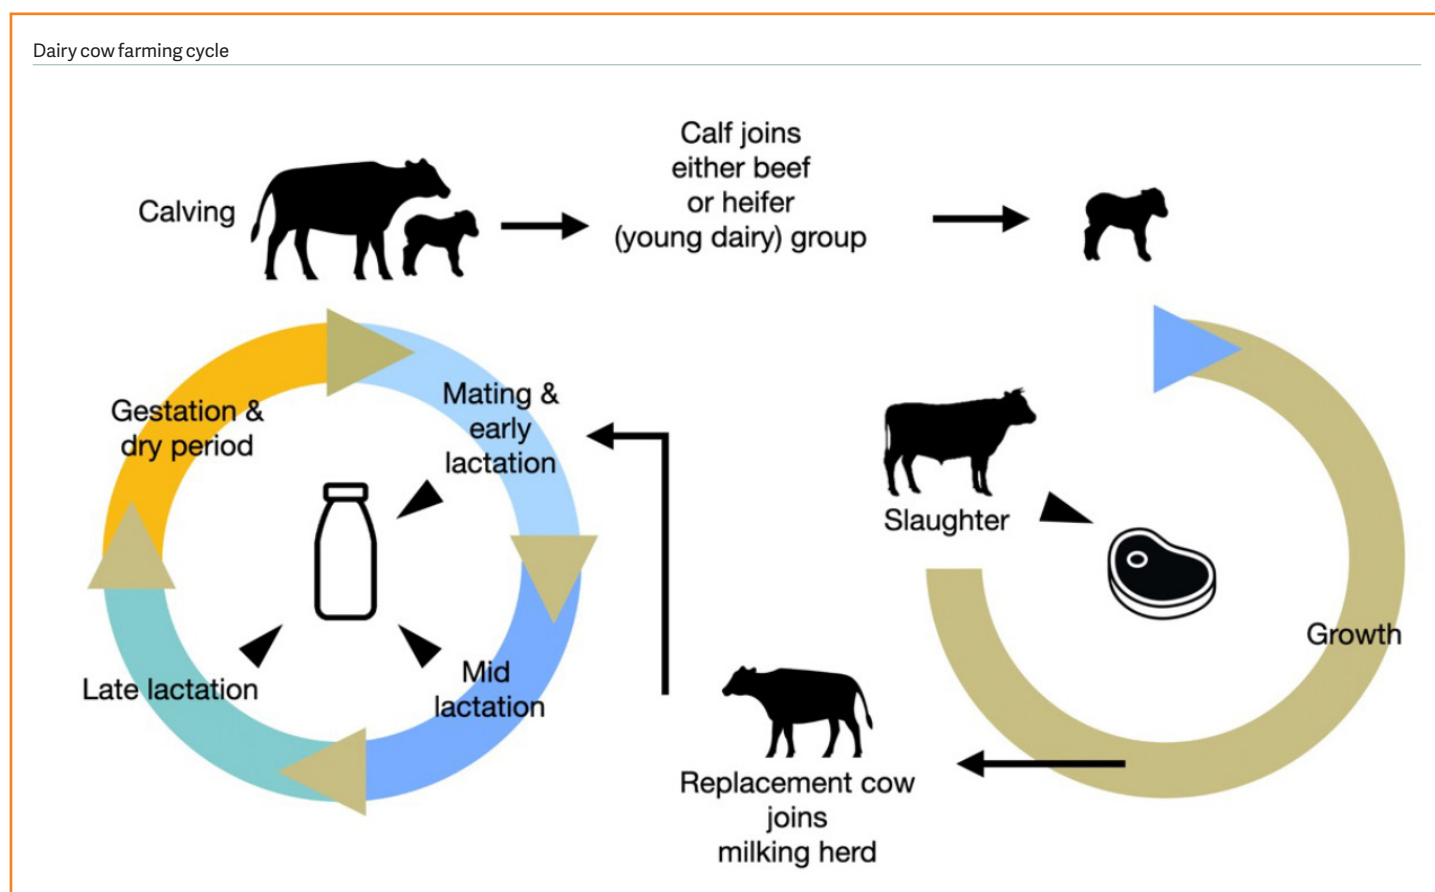 Dairy cow farming cycle
Calving
Calf joins
either beef
or heifer
(young dairy) group
Gestation &
dry period
Mating &
early
lactation
Slaughter
Growth
Late lactation
Mid
lactation
Replacement cow
joins
milking herd